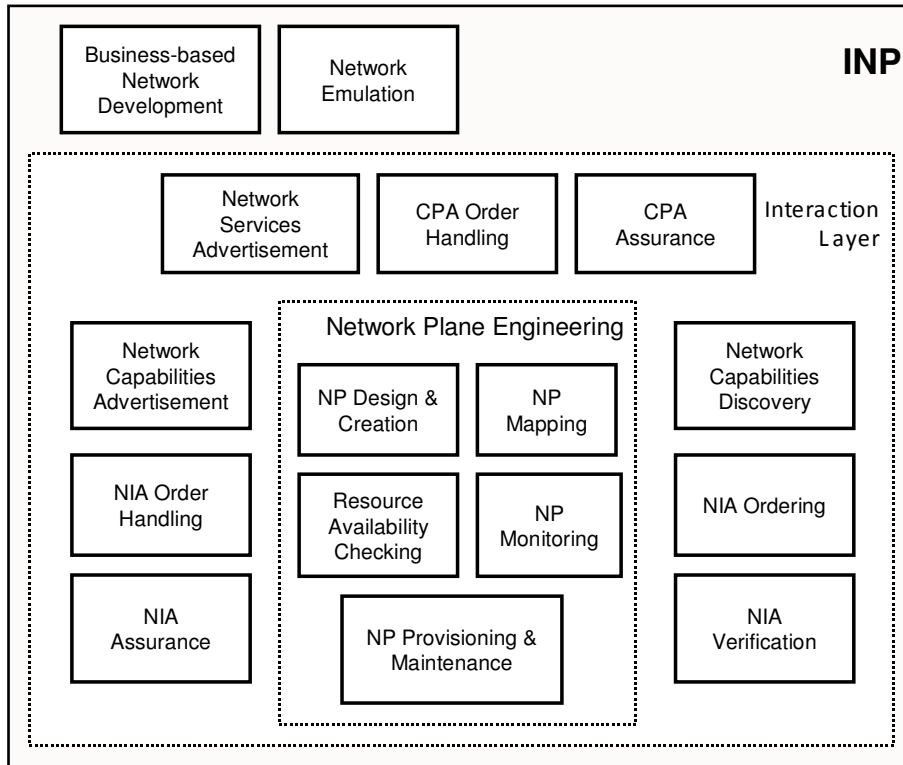 Business-based
Network
Development
Network
Emulation
INP
Network
Services
Advertisement
CPA Order
Handling
CPA
Assurance
Interaction
Layer
Network Plane Engineering
Network
Capabilities
Advertisement
NP Design &
Creation
NP
Mapping
Network
Capabilities
Discovery
NIA Order
Handling
Resource
Availability
Checking
NP
Monitoring
NIA Ordering
NIA
Assurance
NP Provisioning &
Maintenance
NIA
Verification